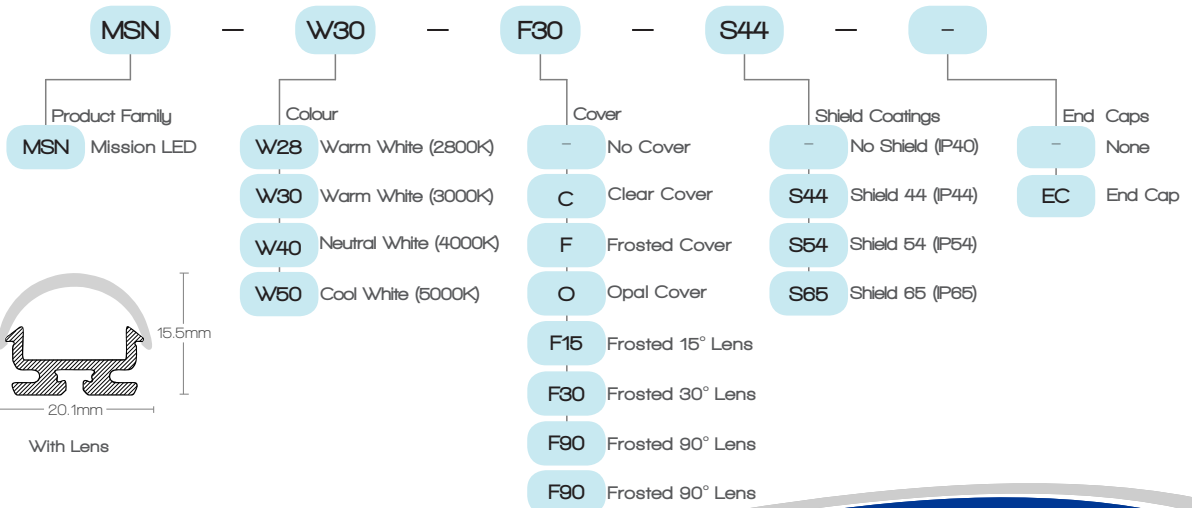 MSN — W30 — F30 — S44 — -
Product Family
MSN Mission LED
Colour
W28 Warm White (2800K)
W30 Warm White (3000K)
W40 Neutral White (4000K)
W50 Cool White (5000K)
Cover
- No Cover
C Clear Cover
F Frosted Cover
O Opal Cover
F15 Frosted 15° Lens
F30 Frosted 30° Lens
F90 Frosted 90° Lens
F90 Frosted 90° Lens
Shield Coatings
- No Shield (IP40)
S44 Shield 44 (IP44)
S54 Shield 54 (IP54)
S65 Shield 65 (IP65)
End Caps
- None
EC End Cap
15.5mm
20.1mm
With Lens